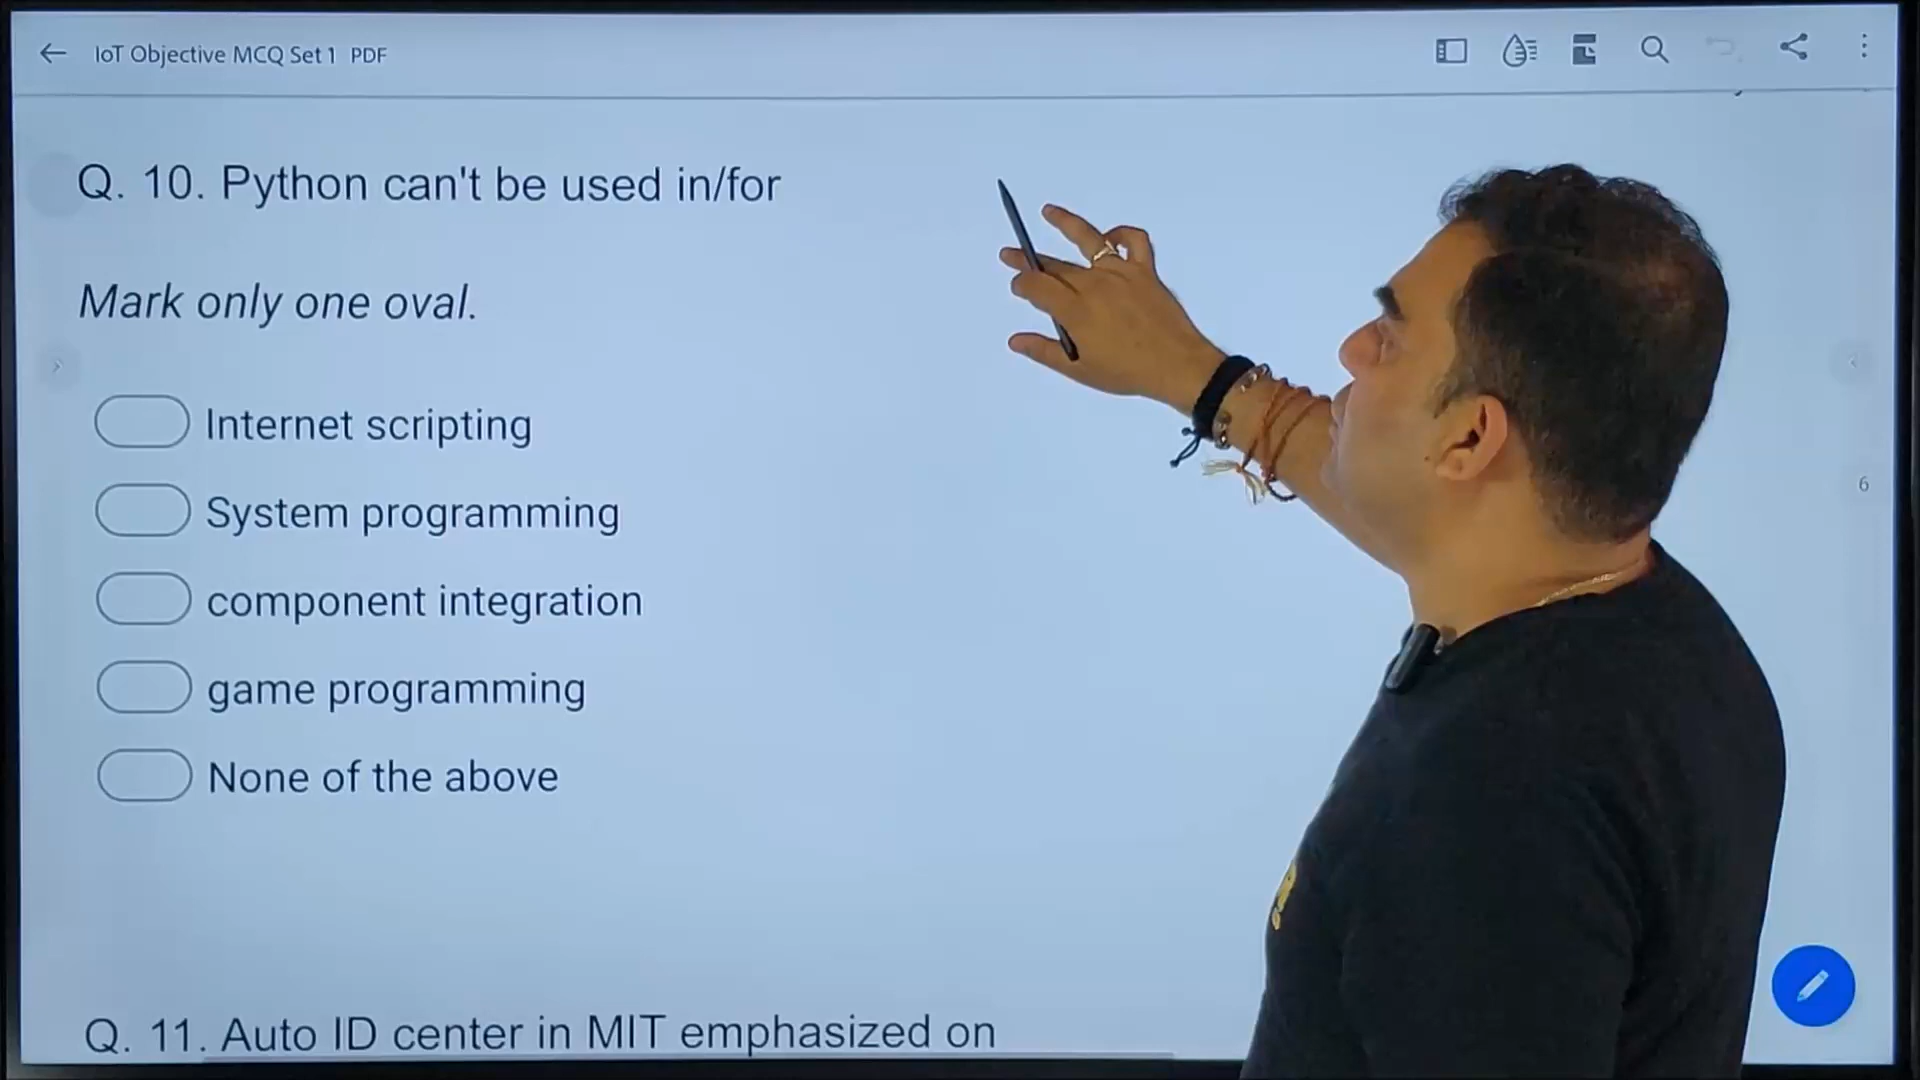 IoT Objective MCQ Set 1 PDF
Q. 10. Python can't be used in/for
Mark only one oval.
Internet scripting
System programming
component integration
game programming
None of the above
6
Q. 11. Auto ID center in MIT emphasized on